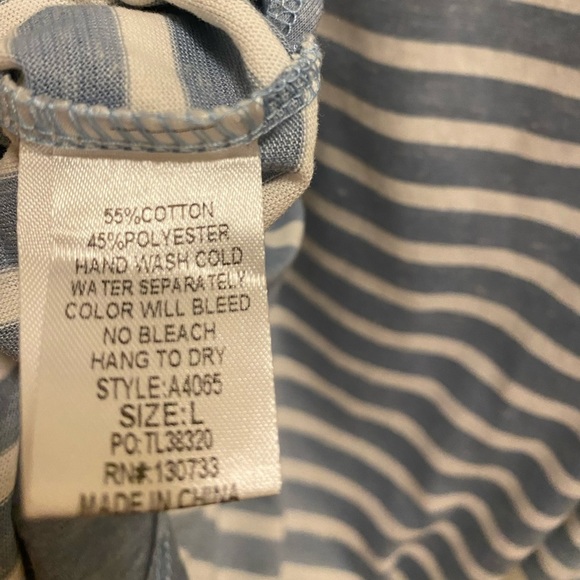 55%COTTON
45%POLYESTER
HAND WASH COLD
WATER SEPARATELY
COLOR WILL BLEED
NO BLEACH
HANG TO DRY
STYLE:A4065
SIZE:L
PO:TL38320
RN#:130733
MADE IN CHINA